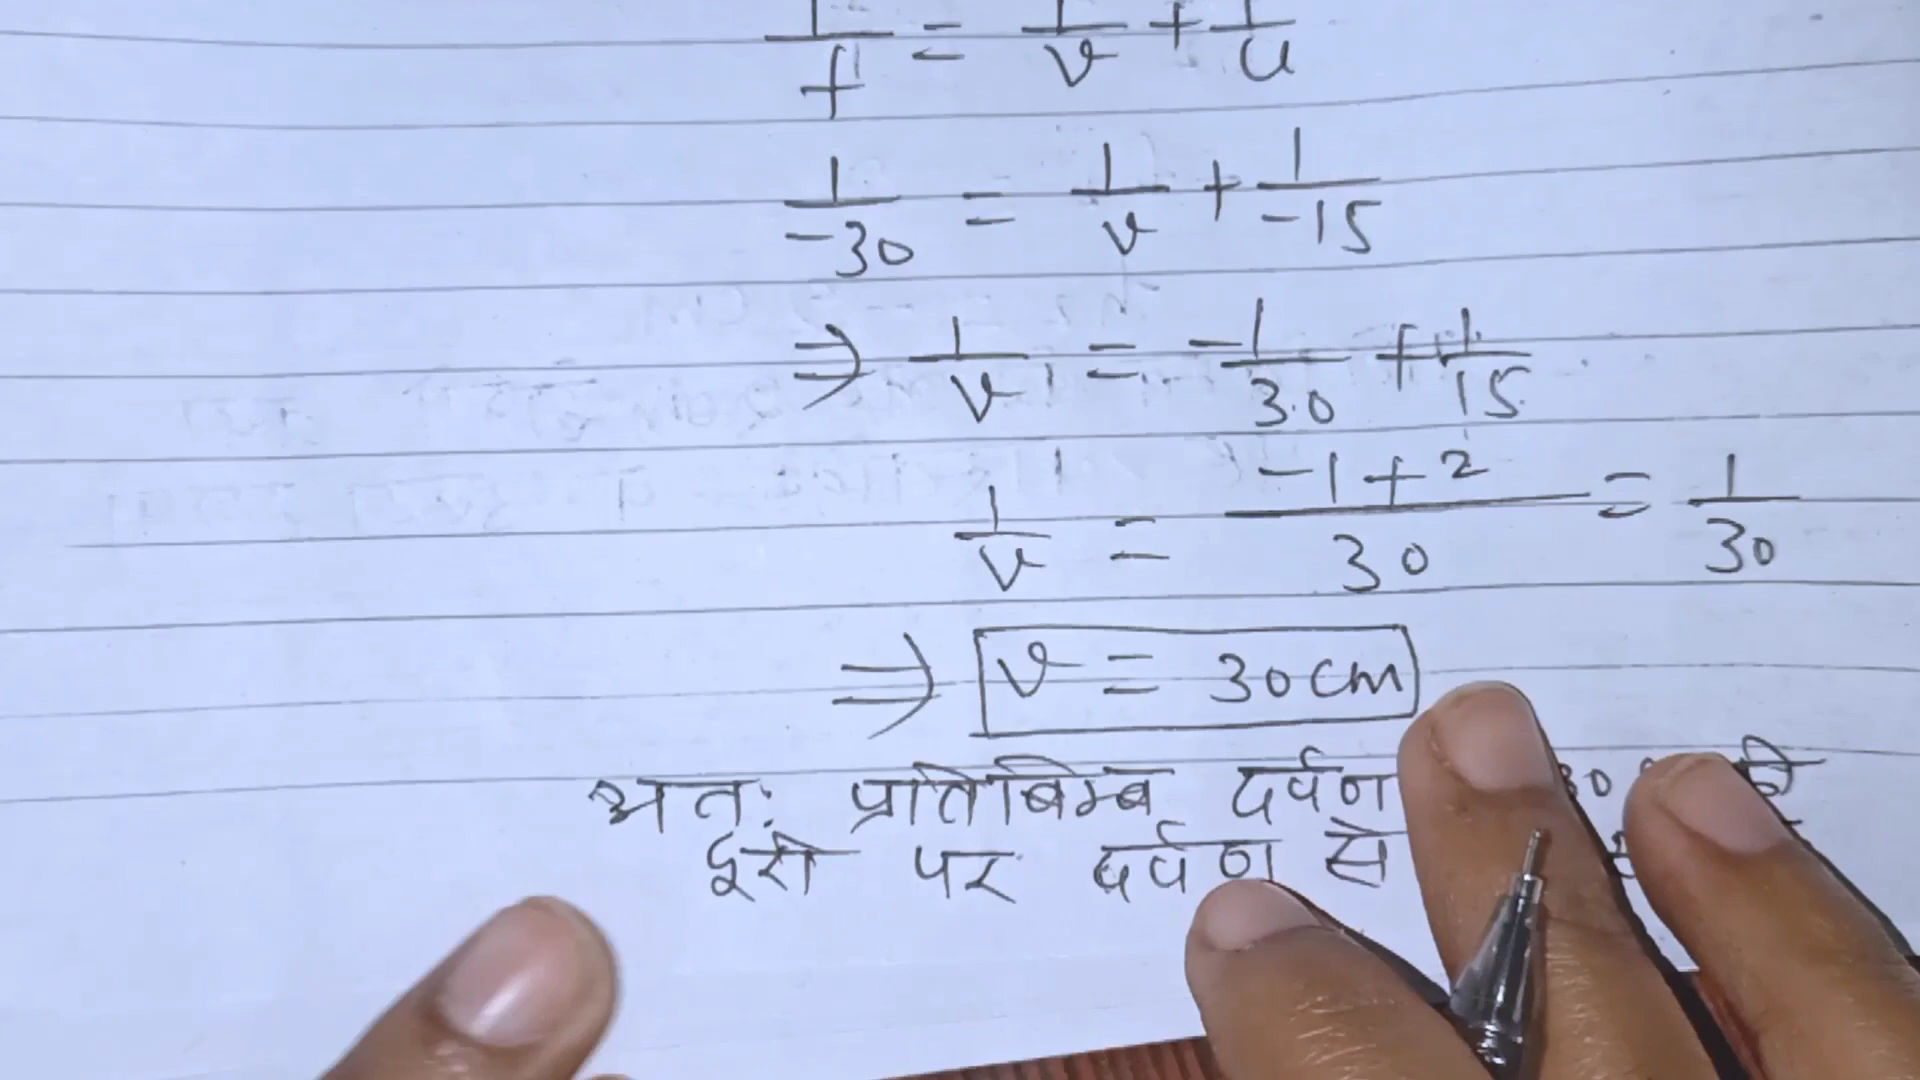 1/f = 1/v + 1/u
1/-30 = 1/v + 1/-15
⇒ 1/v = -1/30 + 1/15
1/v = -1+2/30 = 1/30
⇒ v = 30 cm
अतः प्रतिबिम्ब दर्पण 30 की
दूरी पर दर्पण से